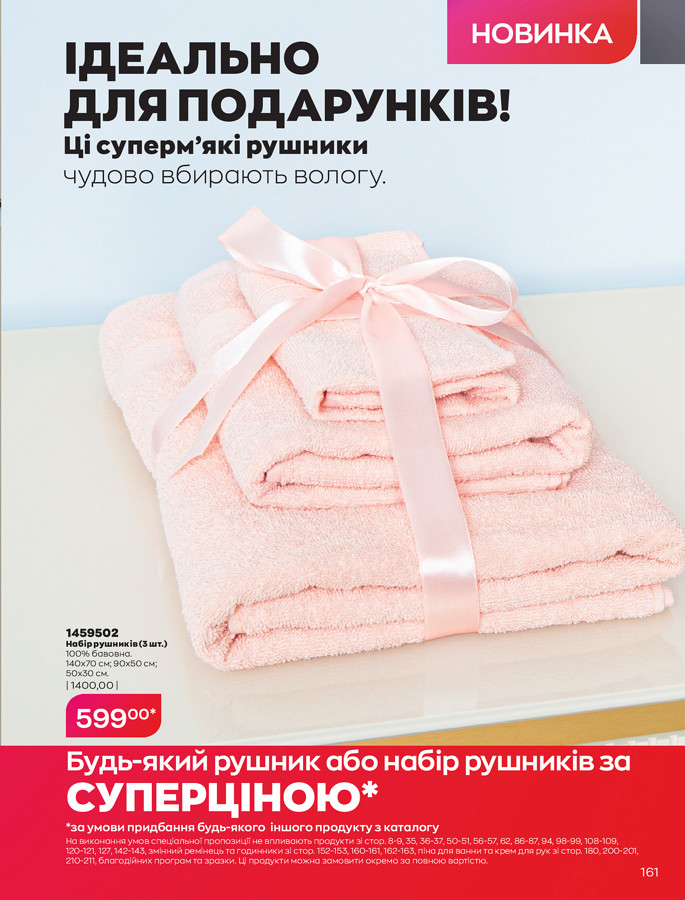 НОВИНКА
ІДЕАЛЬНО
ДЛЯ ПОДАРУНКІВ!
Ці суперм’які рушники
чудово вбирають вологу.
1459502
Набір рушників (3 шт.)
100% бавовна.
140х70 см; 90х50 см;
50х30 см.
| 1400,00 |
599⁰⁰*
Будь-який рушник або набір рушників за
СУПЕРЦІНОЮ*
*за умови придбання будь-якого іншого продукту з каталогу
На виконання умов спеціальної пропозиції не впливають продукти зі стор. 8-9, 35, 36-37, 50-51, 56-57, 62, 86-87, 94, 98-99, 108-109,
120-121, 127, 142-143, змінний ремінець та годинники зі стор. 152-153, 160-161, 162-163, піна для ванни та крем для рук зі стор. 180, 200-201,
210-211, благодійних програм та зразки. Ці продукти можна замовити окремо за повною вартістю.
161